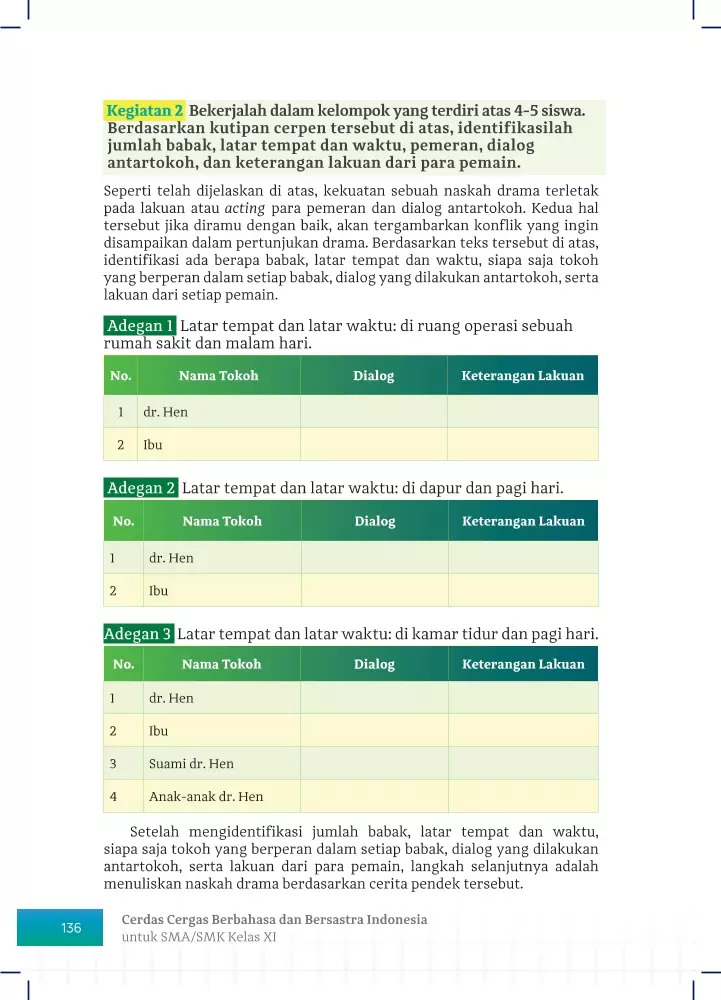 Kegiatan 2 Bekerjalah dalam kelompok yang terdiri atas 4-5 siswa.
Berdasarkan kutipan cerpen tersebut di atas, identifikasilah
jumlah babak, latar tempat dan waktu, pemeran, dialog
antartokoh, dan keterangan lakuan dari para pemain.
Seperti telah dijelaskan di atas, kekuatan sebuah naskah drama terletak
pada lakuan atau acting para pemeran dan dialog antartokoh. Kedua hal
tersebut jika diramu dengan baik, akan tergambarkan konflik yang ingin
disampaikan dalam pertunjukan drama. Berdasarkan teks tersebut di atas,
identifikasi ada berapa babak, latar tempat dan waktu, siapa saja tokoh
yang berperan dalam setiap babak, dialog yang dilakukan antartokoh, serta
lakuan dari setiap pemain.
Adegan 1 Latar tempat dan latar waktu: di ruang operasi sebuah
rumah sakit dan malam hari.
No. Nama Tokoh Dialog Keterangan Lakuan
1 dr. Hen
2 Ibu
Adegan 2 Latar tempat dan latar waktu: di dapur dan pagi hari.
No. Nama Tokoh Dialog Keterangan Lakuan
1 dr. Hen
2 Ibu
Adegan 3 Latar tempat dan latar waktu: di kamar tidur dan pagi hari.
No. Nama Tokoh Dialog Keterangan Lakuan
1 dr. Hen
2 Ibu
3 Suami dr. Hen
4 Anak-anak dr. Hen
Setelah mengidentifikasi jumlah babak, latar tempat dan waktu,
siapa saja tokoh yang berperan dalam setiap babak, dialog yang dilakukan
antartokoh, serta lakuan dari para pemain, langkah selanjutnya adalah
menuliskan naskah drama berdasarkan cerita pendek tersebut.
136
Cerdas Cergas Berbahasa dan Bersastra Indonesia
untuk SMA/SMK Kelas XI